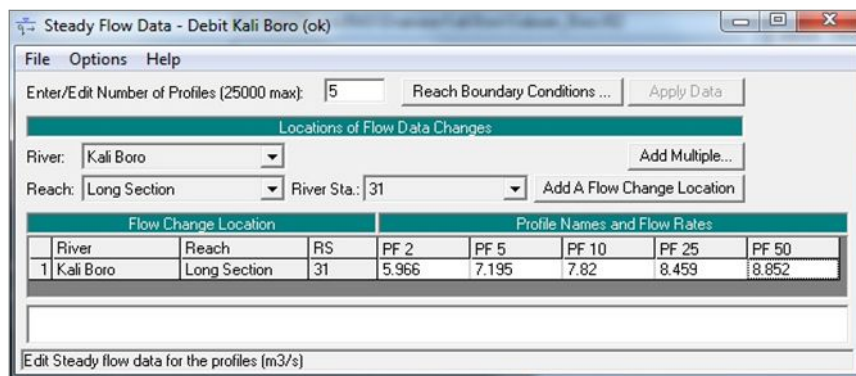 Steady Flow Data - Debit Kali Boro (ok)
File Options Help
Enter/Edit Number of Profiles (25000 max): 5 Reach Boundary Conditions ... Apply Data
Locations of Flow Data Changes
River: Kali Boro Add Multiple...
Reach: Long Section River Sta.: 31 Add A Flow Change Location
Flow Change Location Profile Names and Flow Rates
River Reach RS PF 2 PF 5 PF 10 PF 25 PF 50
1 Kali Boro Long Section 31 5.966 7.195 7.82 8.459 8.852
Edit Steady flow data for the profiles (m3/s)